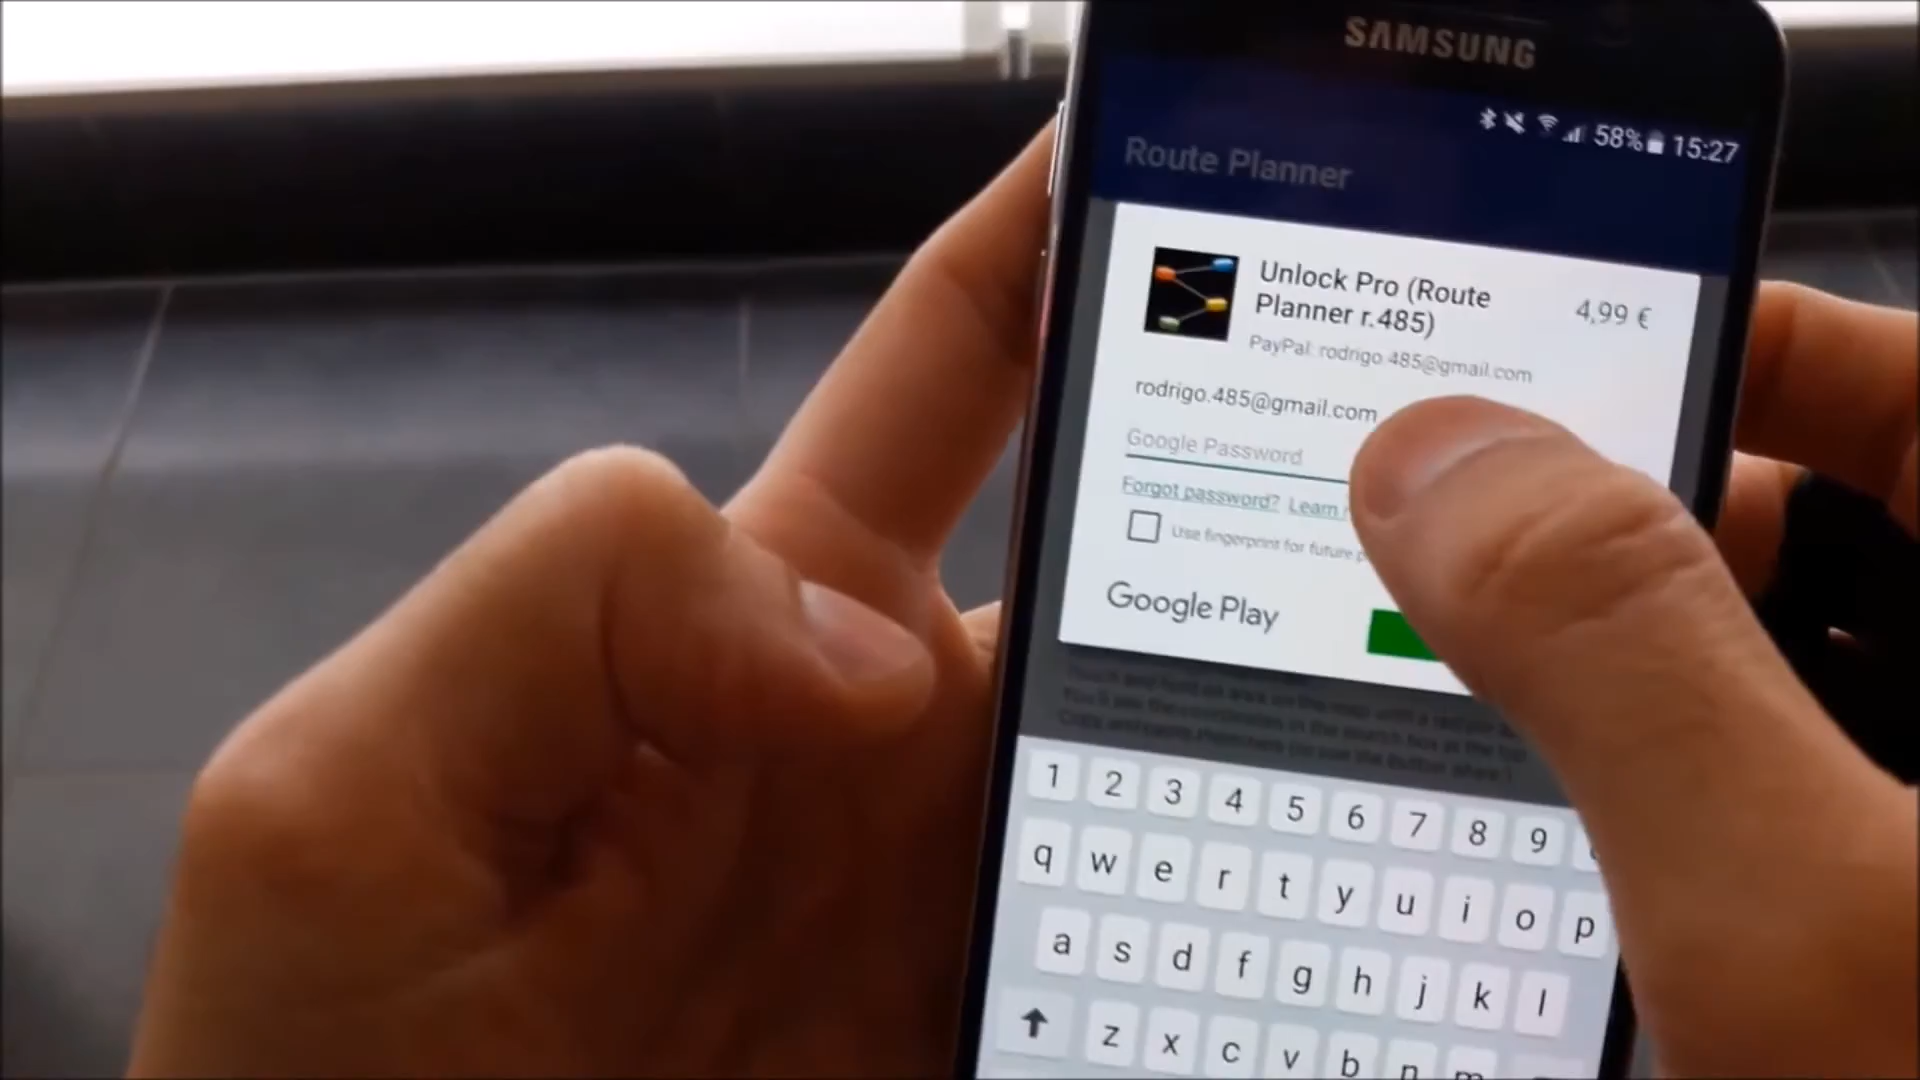 SAMSUNG
58% 15:27
Route Planner
Unlock Pro (Route
Planner r.485)
4,99 €
PayPal: rodrigo.485@gmail.com
rodrigo.485@gmail.com
Google Password
Forgot password? Learn
Use fingerprint for future
Google Play
1 2 3 4 5 6 7 8 9
q w e r t y u i o p
a s d f g h j k l
z x c v b n m